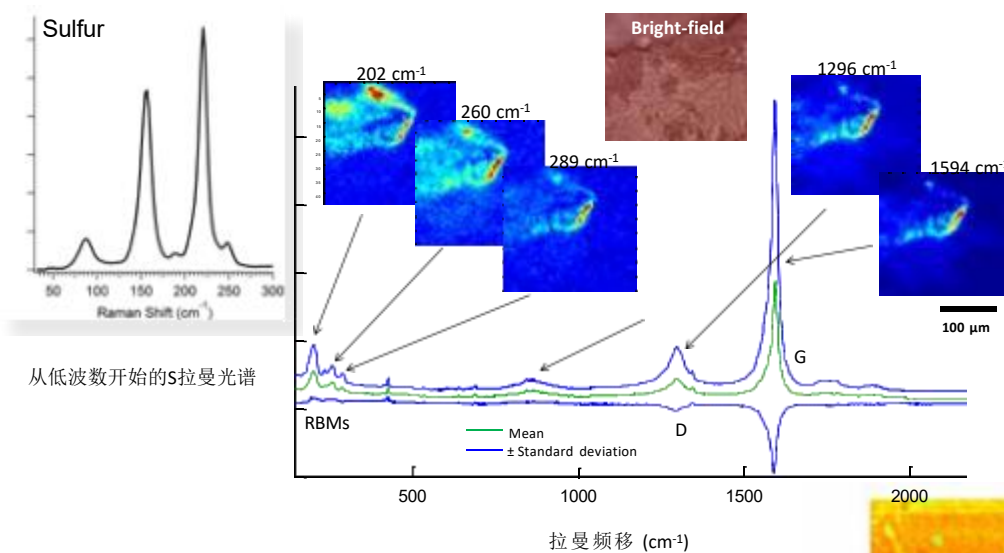 Sulfur
50 100 150 200 250 300
Raman Shift (cm⁻¹)
从低波数开始的S拉曼光谱
Bright-field
202 cm⁻¹
260 cm⁻¹
289 cm⁻¹
1296 cm⁻¹
1594 cm⁻¹
100 µm
G
RBMs
D
Mean
± Standard deviation
500 1000 1500 2000
拉曼频移 (cm⁻¹)